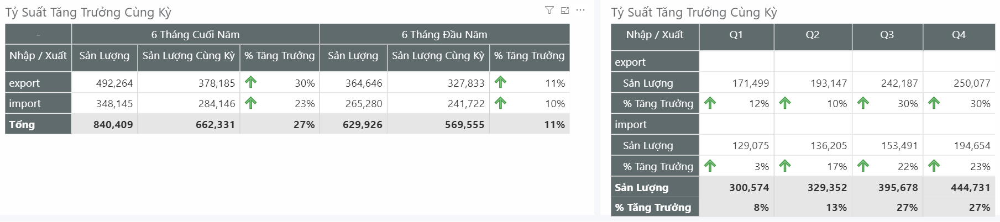 Tỷ Suất Tăng Trưởng Cùng Kỳ
- 6 Tháng Cuối Năm 6 Tháng Đầu Năm
Nhập / Xuất Sản Lượng Sản Lượng Cùng Kỳ % Tăng Trưởng Sản Lượng Sản Lượng Cùng Kỳ % Tăng Trưởng
export 492,264 378,185 30% 364,646 327,833 11%
import 348,145 284,146 23% 265,280 241,722 10%
Tổng 840,409 662,331 27% 629,926 569,555 11%
Tỷ Suất Tăng Trưởng Cùng Kỳ
Nhập / Xuất Q1 Q2 Q3 Q4
export
Sản Lượng 171,499 193,147 242,187 250,077
% Tăng Trưởng 12% 10% 30% 30%
import
Sản Lượng 129,075 136,205 153,491 194,654
% Tăng Trưởng 3% 17% 22% 23%
Sản Lượng 300,574 329,352 395,678 444,731
% Tăng Trưởng 8% 13% 27% 27%